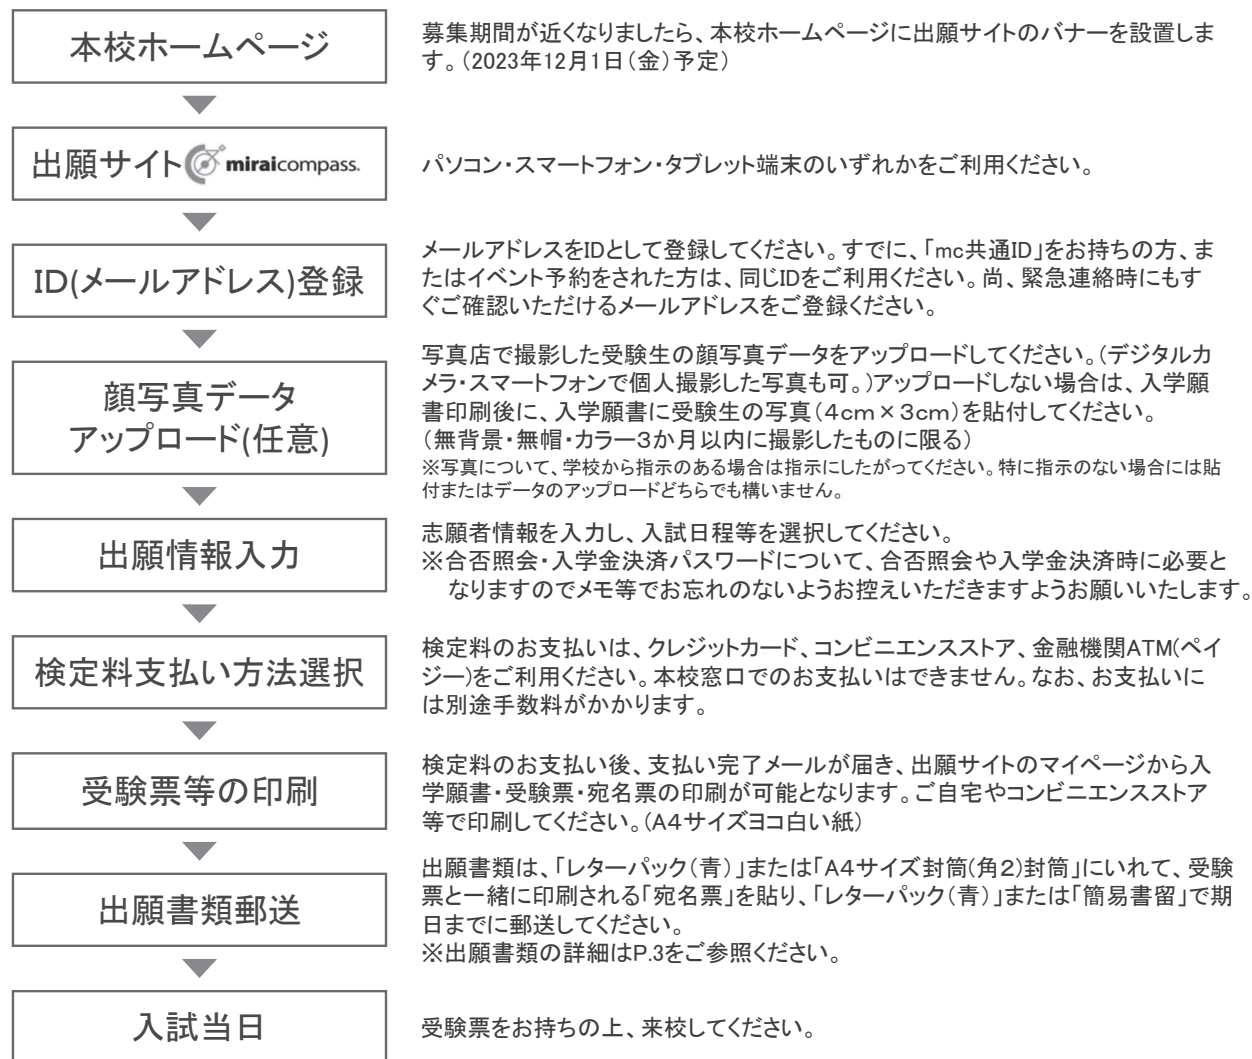 本校ホームページ
募集期間が近くなりましたら、本校ホームページに出願サイトのバナーを設置しま
す。（2023年12月1日（金）予定）
出願サイト miraicompass.
パソコン・スマートフォン・タブレット端末のいずれかをご利用ください。
ID(メールアドレス)登録
メールアドレスをIDとして登録してください。すでに、「mc共通ID」をお持ちの方、ま
たはイベント予約をされた方は、同じIDをご利用ください。尚、緊急連絡時にもす
ぐご確認いただけるメールアドレスをご登録ください。
顔写真データ
アップロード(任意)
写真店で撮影した受験生の顔写真データをアップロードしてください。（デジタルカ
メラ・スマートフォンで個人撮影した写真も可。）アップロードしない場合は、入学願
書印刷後に、入学願書に受験生の写真（４ｃｍ×３ｃｍ）を貼付してください。
（無背景・無帽・カラー３か月以内に撮影したものに限る）
※写真について、学校から指示のある場合は指示にしたがってください。特に指示のない場合には貼
付またはデータのアップロードどちらでも構いません。
出願情報入力
志願者情報を入力し、入試日程等を選択してください。
※合否照会・入学金決済パスワードについて、合否照会や入学金決済時に必要と
なりますのでメモ等でお忘れのないようお控えいただきますようお願いいたします。
検定料支払い方法選択
検定料のお支払いは、クレジットカード、コンビニエンスストア、金融機関ATM(ペイ
ジー)をご利用ください。本校窓口でのお支払いはできません。なお、お支払いに
は別途手数料がかかります。
受験票等の印刷
検定料のお支払い後、支払い完了メールが届き、出願サイトのマイページから入
学願書・受験票・宛名票の印刷が可能となります。ご自宅やコンビニエンスストア
等で印刷してください。（A４サイズヨコ白い紙）
出願書類郵送
出願書類は、「レターパック（青）」または「A４サイズ封筒(角２)封筒」にいれて、受験
票と一緒に印刷される「宛名票」を貼り、「レターパック（青）」または「簡易書留」で期
日までに郵送してください。
※出願書類の詳細はP.3をご参照ください。
入試当日
受験票をお持ちの上、来校してください。